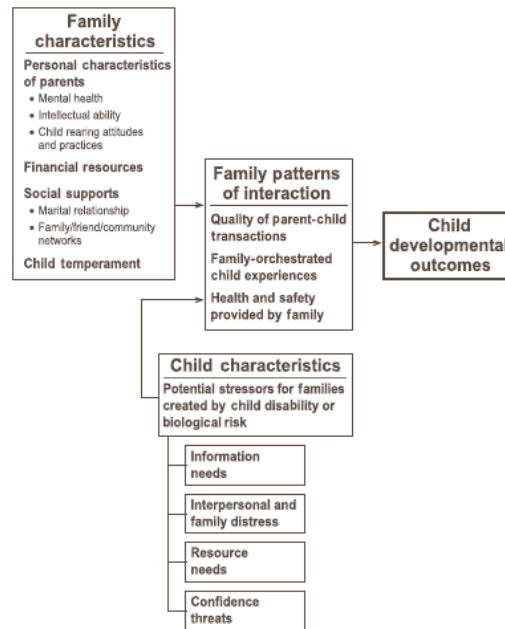 Family
characteristics
Personal characteristics
of parents
• Mental health
• Intellectual ability
• Child rearing attitudes
and practices
Financial resources
Social supports
• Marital relationship
• Family/friend/community
networks
Child temperament
Family patterns
of interaction
Quality of parent-child
transactions
Family-orchestrated
child experiences
Health and safety
provided by family
Child
developmental
outcomes
Child characteristics
Potential stressors for families
created by child disability or
biological risk
Information
needs
Interpersonal and
family distress
Resource
needs
Confidence
threats